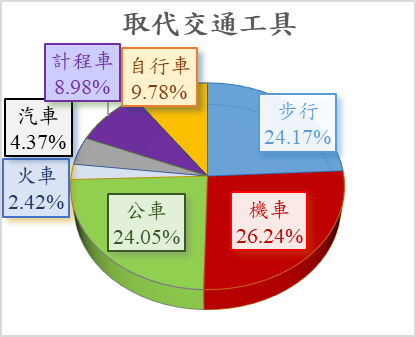 取代交通工具
計程車
8.98%
自行車
9.78%
步行
24.17%
汽車
4.37%
火車
2.42%
公車
24.05%
機車
26.24%